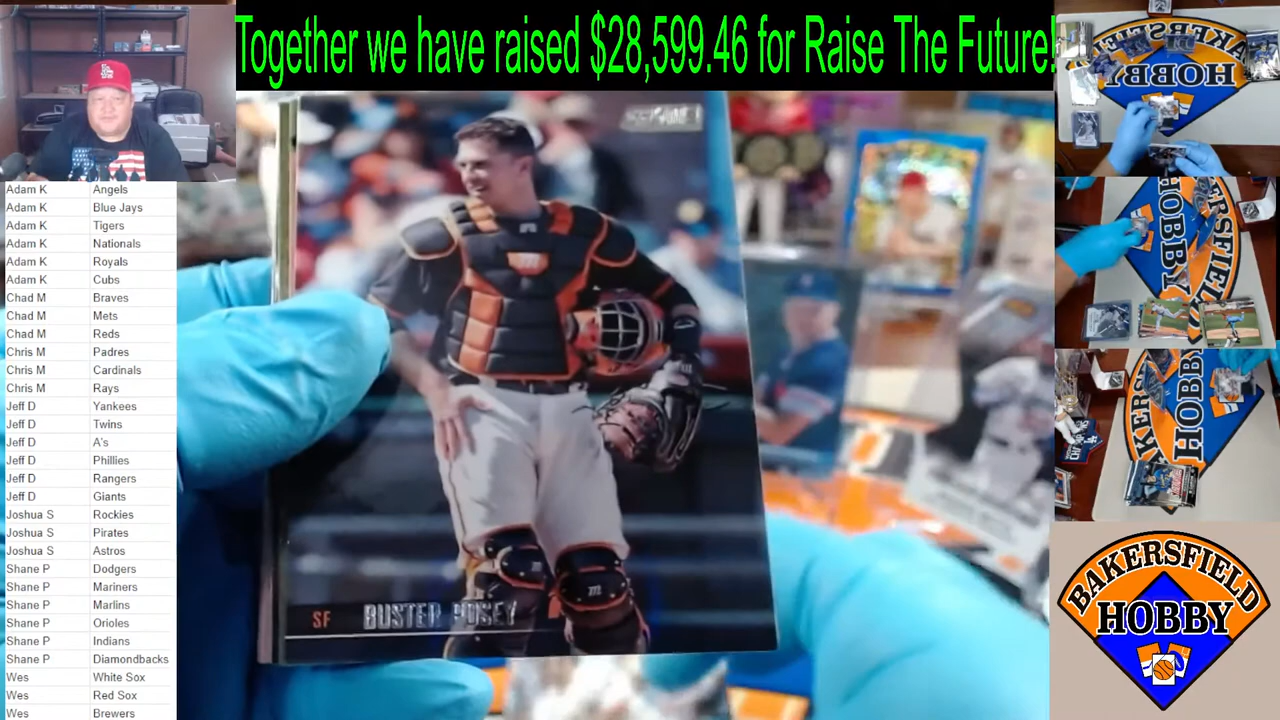 Together we have raised $28,599.46 for Raise The Future!
Adam K Angels
Adam K Blue Jays
Adam K Tigers
Adam K Nationals
Adam K Royals
Adam K Cubs
Chad M Braves
Chad M Mets
Chad M Reds
Chris M Padres
Chris M Cardinals
Chris M Rays
Jeff D Yankees
Jeff D Twins
Jeff D A's
Jeff D Phillies
Jeff D Rangers
Jeff D Giants
Joshua S Rockies
Joshua S Pirates
Joshua S Astros
Shane P Dodgers
Shane P Mariners
Shane P Marlins
Shane P Orioles
Shane P Indians
Shane P Diamondbacks
Wes White Sox
Wes Red Sox
Wes Brewers
SF BUSTER POSEY
HOBBY
HOBBY
HOBB
BAKERSFIELD
HOBBY